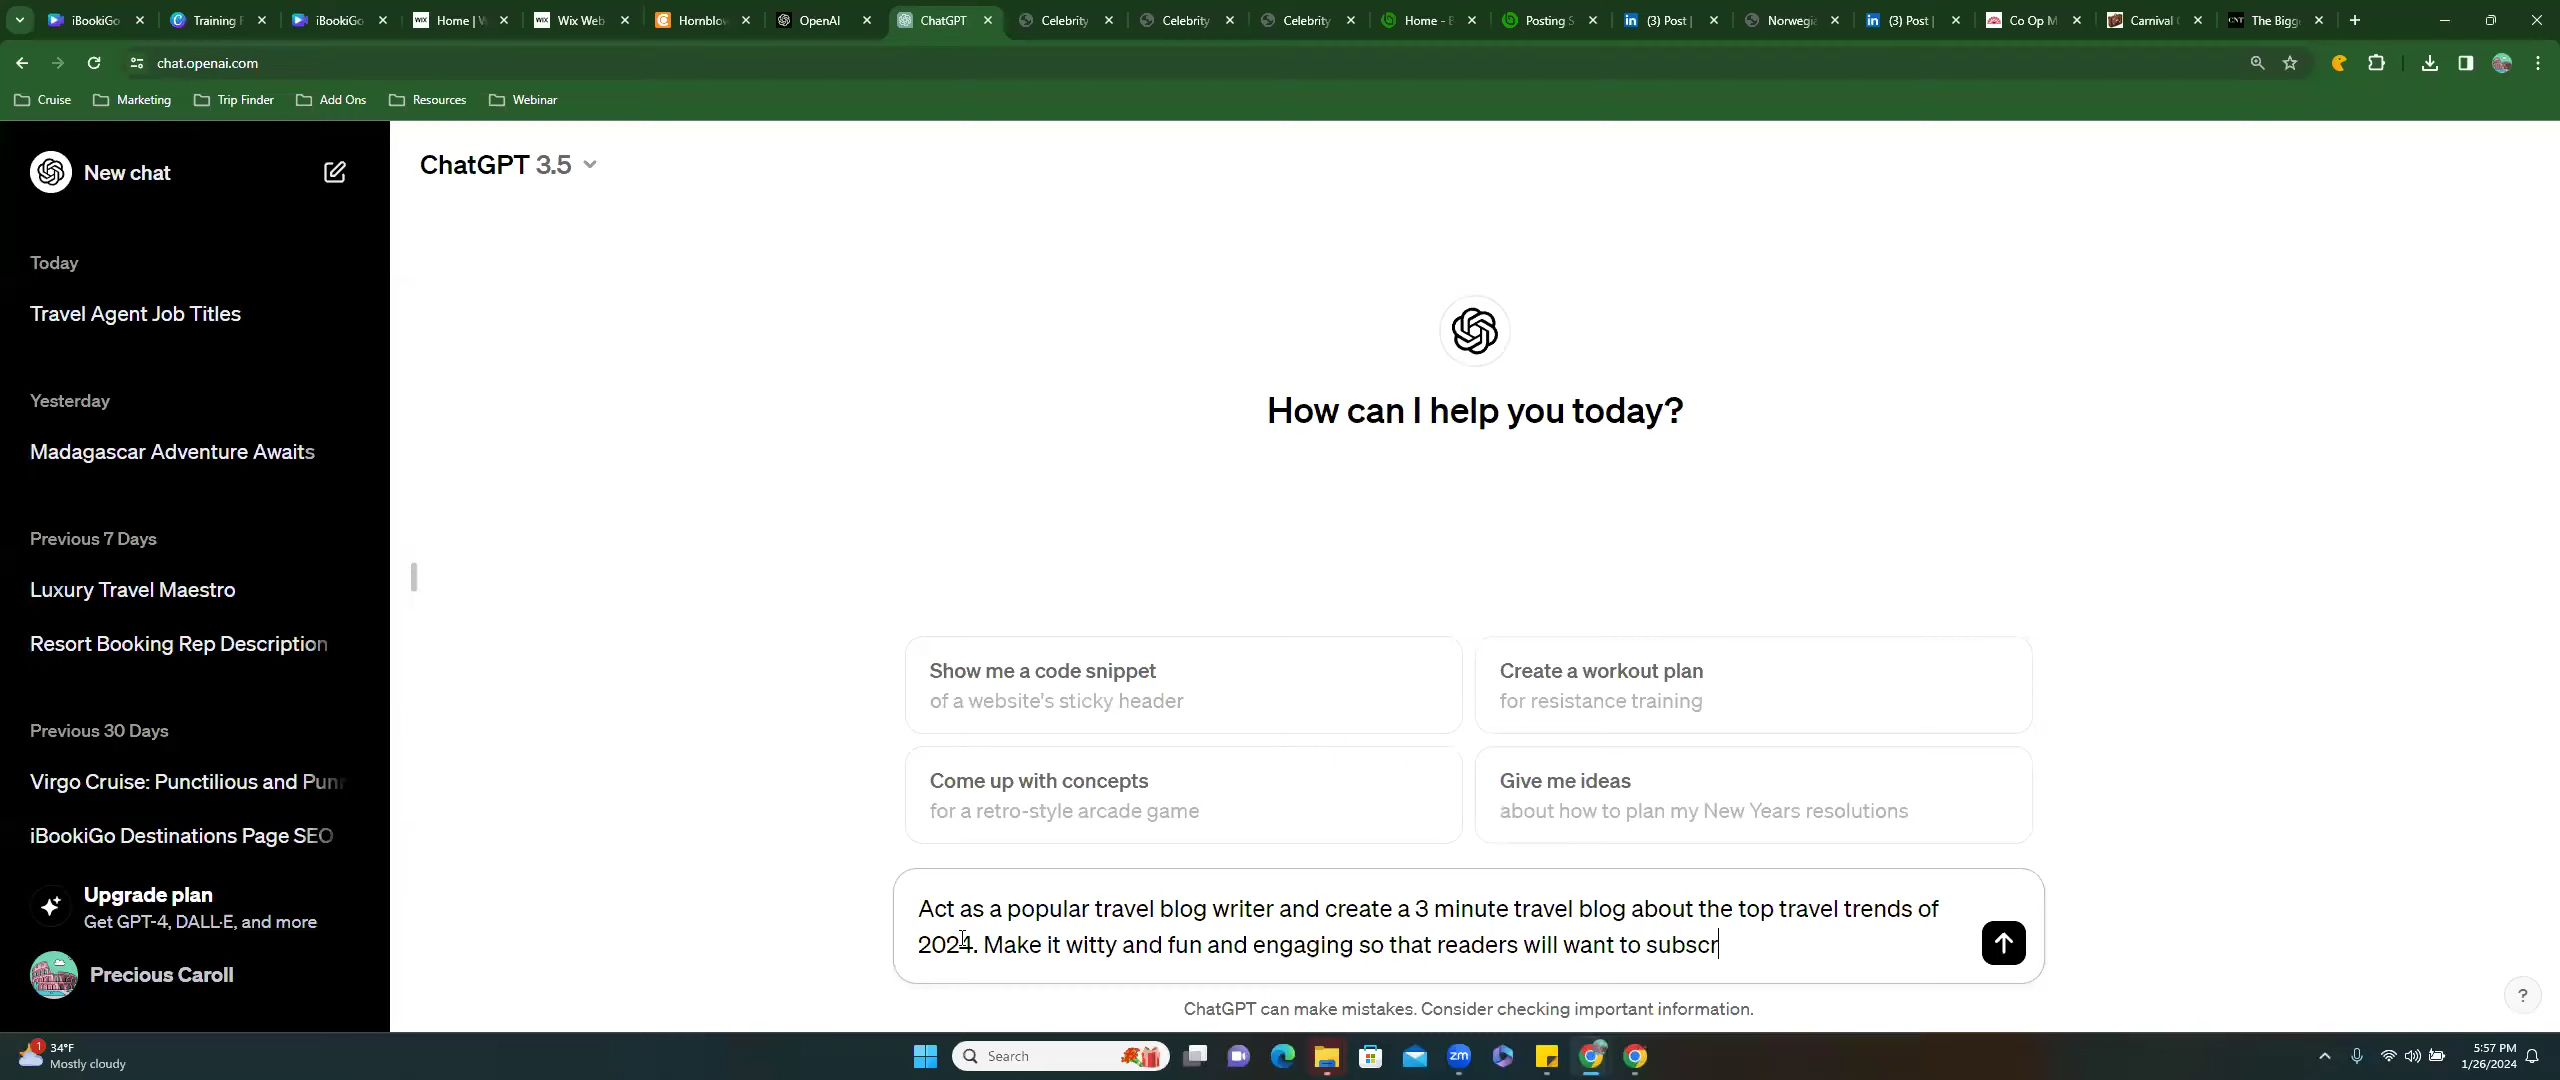 iBookiGo
Training F
iBookiGo
Home | W
Wix Web
Hornblow
OpenAI
ChatGPT
Celebrity
Celebrity
Celebrity
Home - B
Posting S
(3) Post |
Norwegia
(3) Post |
Co Op M
Carnival
The Bigg
chat.openai.com
Cruise
Marketing
Trip Finder
Add Ons
Resources
Webinar
New chat
ChatGPT 3.5
Today
Travel Agent Job Titles
Yesterday
Madagascar Adventure Awaits
Previous 7 Days
Luxury Travel Maestro
Resort Booking Rep Description
Previous 30 Days
Virgo Cruise: Punctilious and Pun
iBookiGo Destinations Page SEO
Upgrade plan
Get GPT-4, DALL·E, and more
Precious Caroll
How can I help you today?
Show me a code snippet
of a website's sticky header
Create a workout plan
for resistance training
Come up with concepts
for a retro-style arcade game
Give me ideas
about how to plan my New Years resolutions
Act as a popular travel blog writer and create a 3 minute travel blog about the top travel trends of
2024. Make it witty and fun and engaging so that readers will want to subscr
ChatGPT can make mistakes. Consider checking important information.
?
1
34°F
Mostly cloudy
Search
zm
5:57 PM
1/26/2024